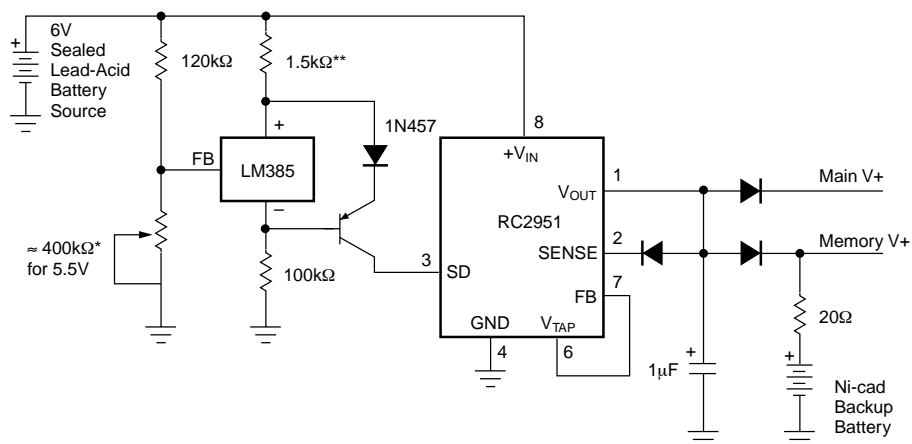 6V
Sealed
Lead-Acid
Battery
Source
+
120kΩ
1.5kΩ**
1N457
8
+
FB
LM385
–
+VIN
1
VOUT
Main V+
RC2951
≈ 400kΩ*
for 5.5V
100kΩ
3
SD
2
SENSE
Memory V+
7
FB
GND
VTAP
4
6
20Ω
+
1µF
+
Ni-cad
Backup
Battery